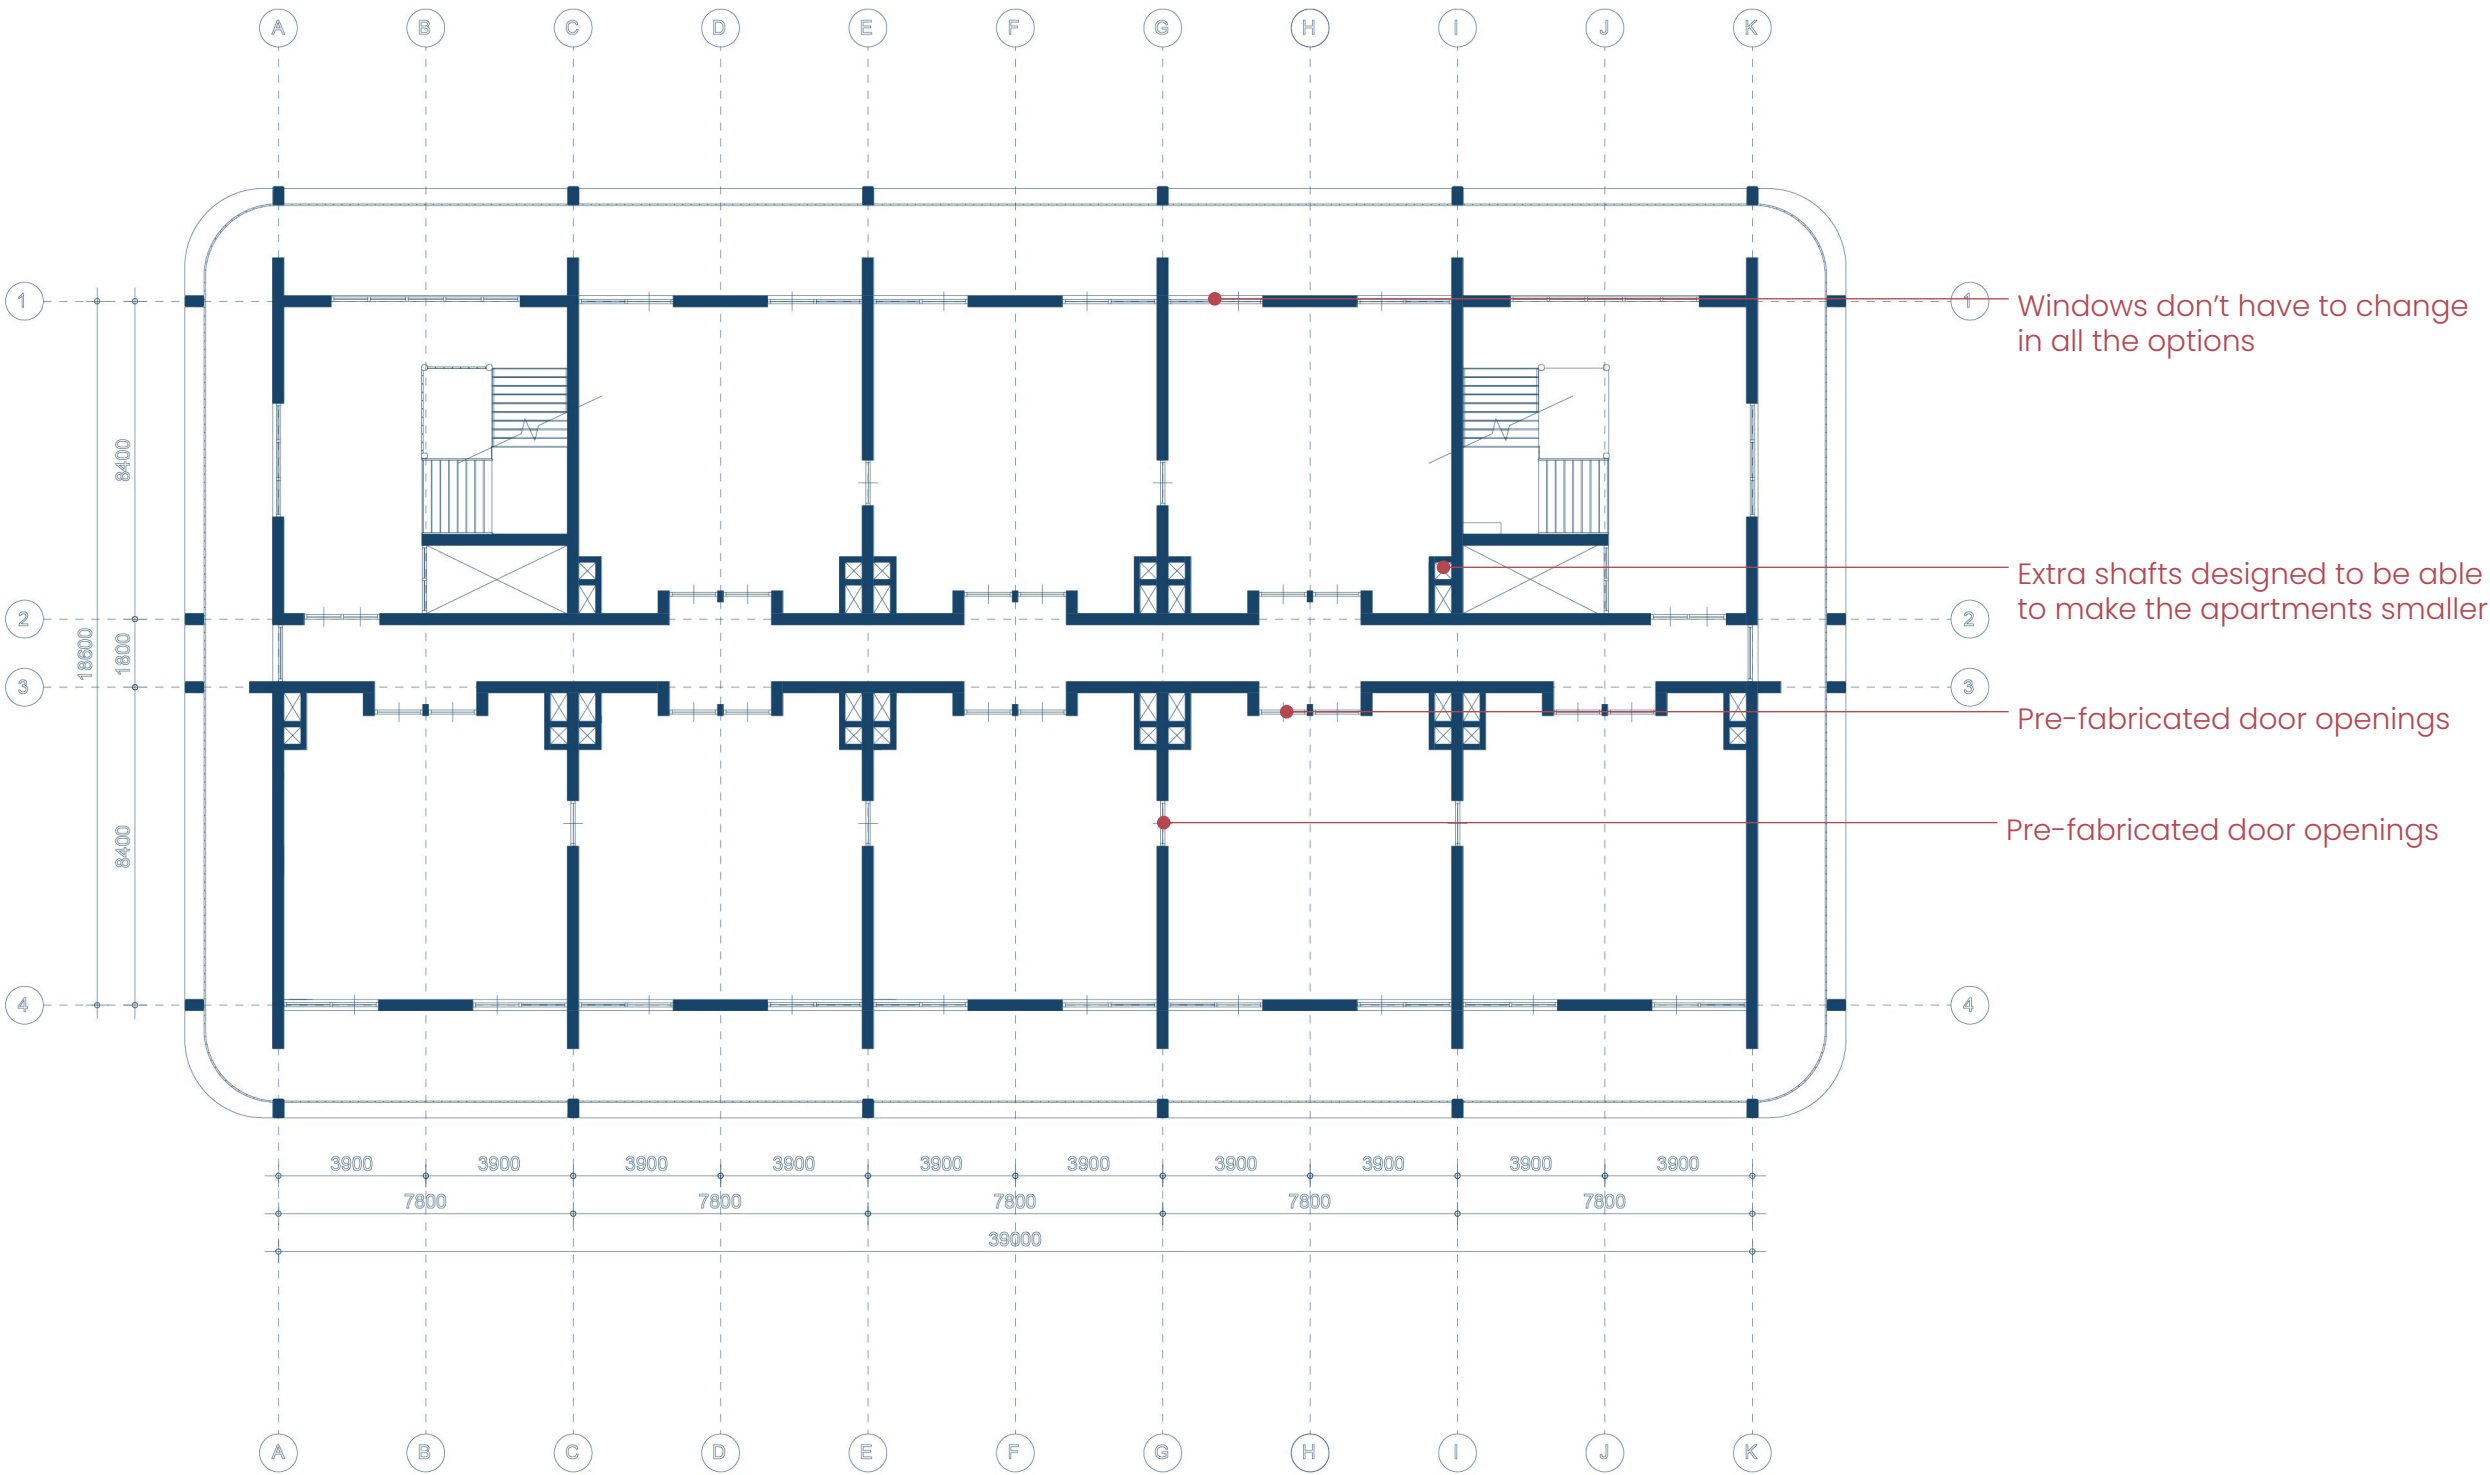 A B C D E F G H I J K
1 1
Windows don't have to change
in all the options
8400
Extra shafts designed to be able
to make the apartments smaller
2 2
18600 1800
3 3
Pre-fabricated door openings
Pre-fabricated door openings
8400
4 4
3900 3900 3900 3900 3900 3900 3900 3900 3900 3900
7800 7800 7800 7800 7800
39000
A B C D E F G H I J K